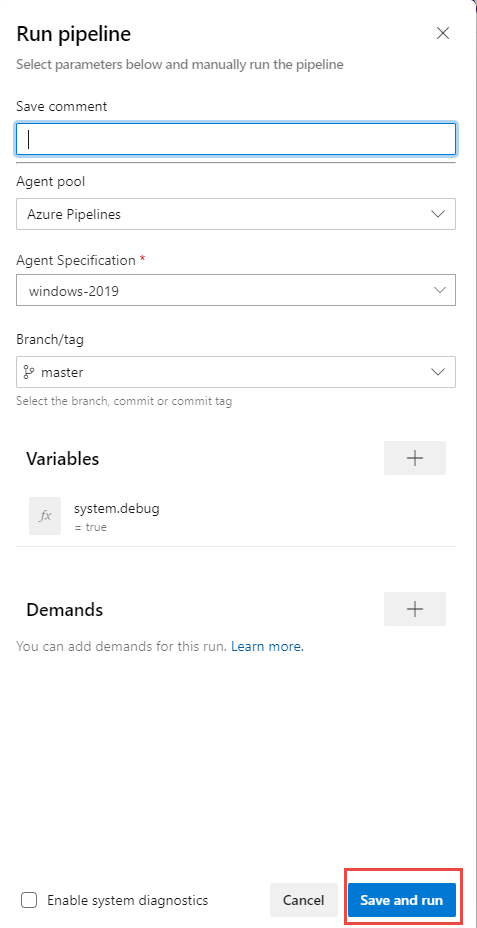 Run pipeline
Select parameters below and manually run the pipeline
Save comment
Agent pool
Azure Pipelines
Agent Specification *
windows-2019
Branch/tag
master
Select the branch, commit or commit tag
Variables
fx
system.debug
= true
Demands
You can add demands for this run. Learn more.
Enable system diagnostics
Cancel
Save and run